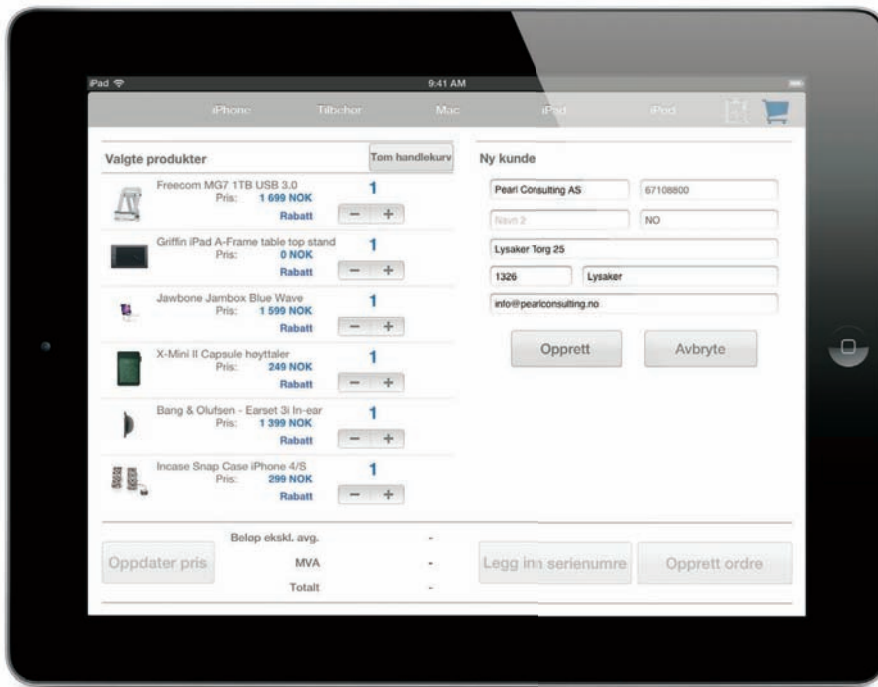 iPad 9:41 AM
iPhone Tilbehør Mac iPad iPod
Valgte produkter Tom handlekurv
Freecom MG7 1TB USB 3.0 1
Pris: 1 699 NOK
Rabatt − +
Griffin iPad A-Frame table top stand 1
Pris: 0 NOK
Rabatt − +
Jawbone Jambox Blue Wave 1
Pris: 1 599 NOK
Rabatt − +
X-Mini II Capsule høyttaler 1
Pris: 249 NOK
Rabatt − +
Bang & Olufsen - Earset 3i In-ear 1
Pris: 1 399 NOK
Rabatt − +
Incase Snap Case iPhone 4/S 1
Pris: 299 NOK
Rabatt − +
Ny kunde
Pearl Consulting AS 67108800
Navn 2 NO
Lysaker Torg 25
1326 Lysaker
info@pearlconsulting.no
Opprett Avbryte
Oppdater pris
Beløp ekskl. avg. -
MVA -
Totalt -
Legg inn serienumre Opprett ordre